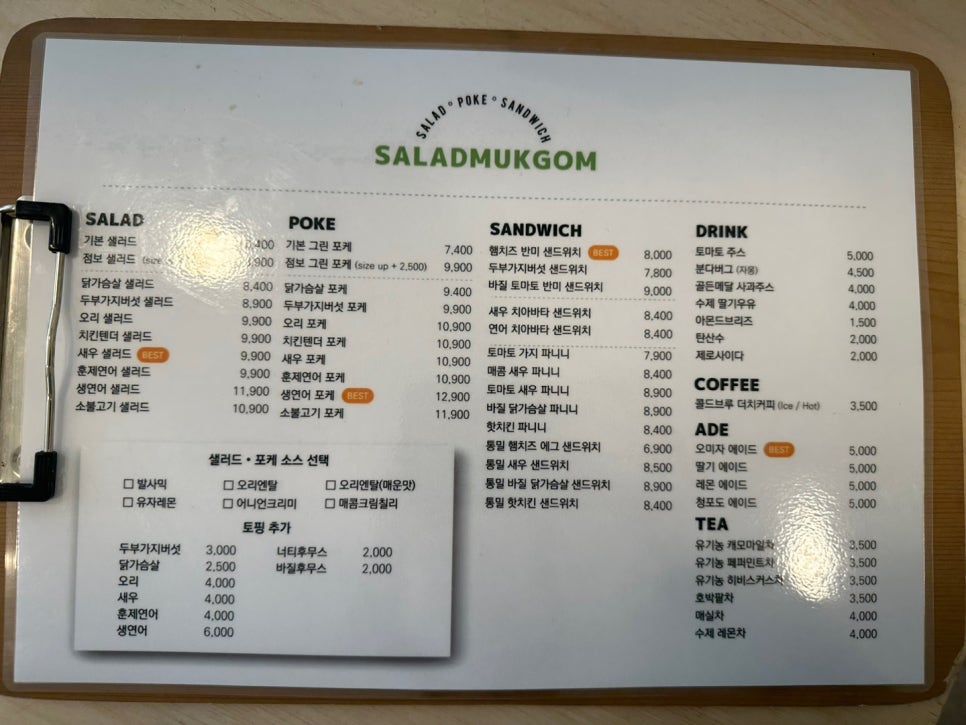 SALAD ° POKE ° SANDWICH
SALADMUKGOM
SALAD
기본 샐러드 ,400
점보 샐러드 (size 900
닭가슴살 샐러드 8,400
두부가지버섯 샐러드 8,900
오리 샐러드 9,900
치킨텐더 샐러드 9,900
새우 샐러드 BEST 9,900
훈제연어 샐러드 9,900
생연어 샐러드 11,900
소불고기 샐러드 10,900
POKE
기본 그린 포케 7,400
점보 그린 포케 (size up + 2,500) 9,900
닭가슴살 포케 9,400
두부가지버섯 포케 9,900
오리 포케 10,900
치킨텐더 포케 10,900
새우 포케 10,900
훈제연어 포케 10,900
생연어 포케 BEST 12,900
소불고기 포케 11,900
샐러드 • 포케 소스 선택
□ 발사믹 □ 오리엔탈 □ 오리엔탈(매운맛)
□ 유자레몬 □ 어니언크리미 □ 매콤크림칠리
토핑 추가
두부가지버섯 3,000 너티후무스 2,000
닭가슴살 2,500 바질후무스 2,000
오리 4,000
새우 4,000
훈제연어 4,000
생연어 6,000
SANDWICH
햄치즈 반미 샌드위치 BEST 8,000
두부가지버섯 샌드위치 7,800
바질 토마토 반미 샌드위치 9,000
새우 치아바타 샌드위치 8,400
연어 치아바타 샌드위치 8,400
토마토 가지 파니니 7,900
매콤 새우 파니니 8,400
토마토 새우 파니니 8,900
바질 닭가슴살 파니니 8,900
핫치킨 파니니 8,400
통밀 햄치즈 에그 샌드위치 6,900
통밀 새우 샌드위치 8,500
통밀 바질 닭가슴살 샌드위치 8,900
통밀 핫치킨 샌드위치 8,400
DRINK
토마토 주스 5,000
분다버그 (자몽) 4,500
골든메달 사과주스 4,000
수제 딸기우유 4,000
아몬드브리즈 1,500
탄산수 2,000
제로사이다 2,000
COFFEE
콜드브루 더치커피 (Ice / Hot) 3,500
ADE
오미자 에이드 BEST 5,000
딸기 에이드 5,000
레몬 에이드 5,000
청포도 에이드 5,000
TEA
유기농 캐모마일차 3,500
유기농 페퍼민트차 3,500
유기농 히비스커스차 3,500
호박팥차 3,500
매실차 4,000
수제 레몬차 4,000